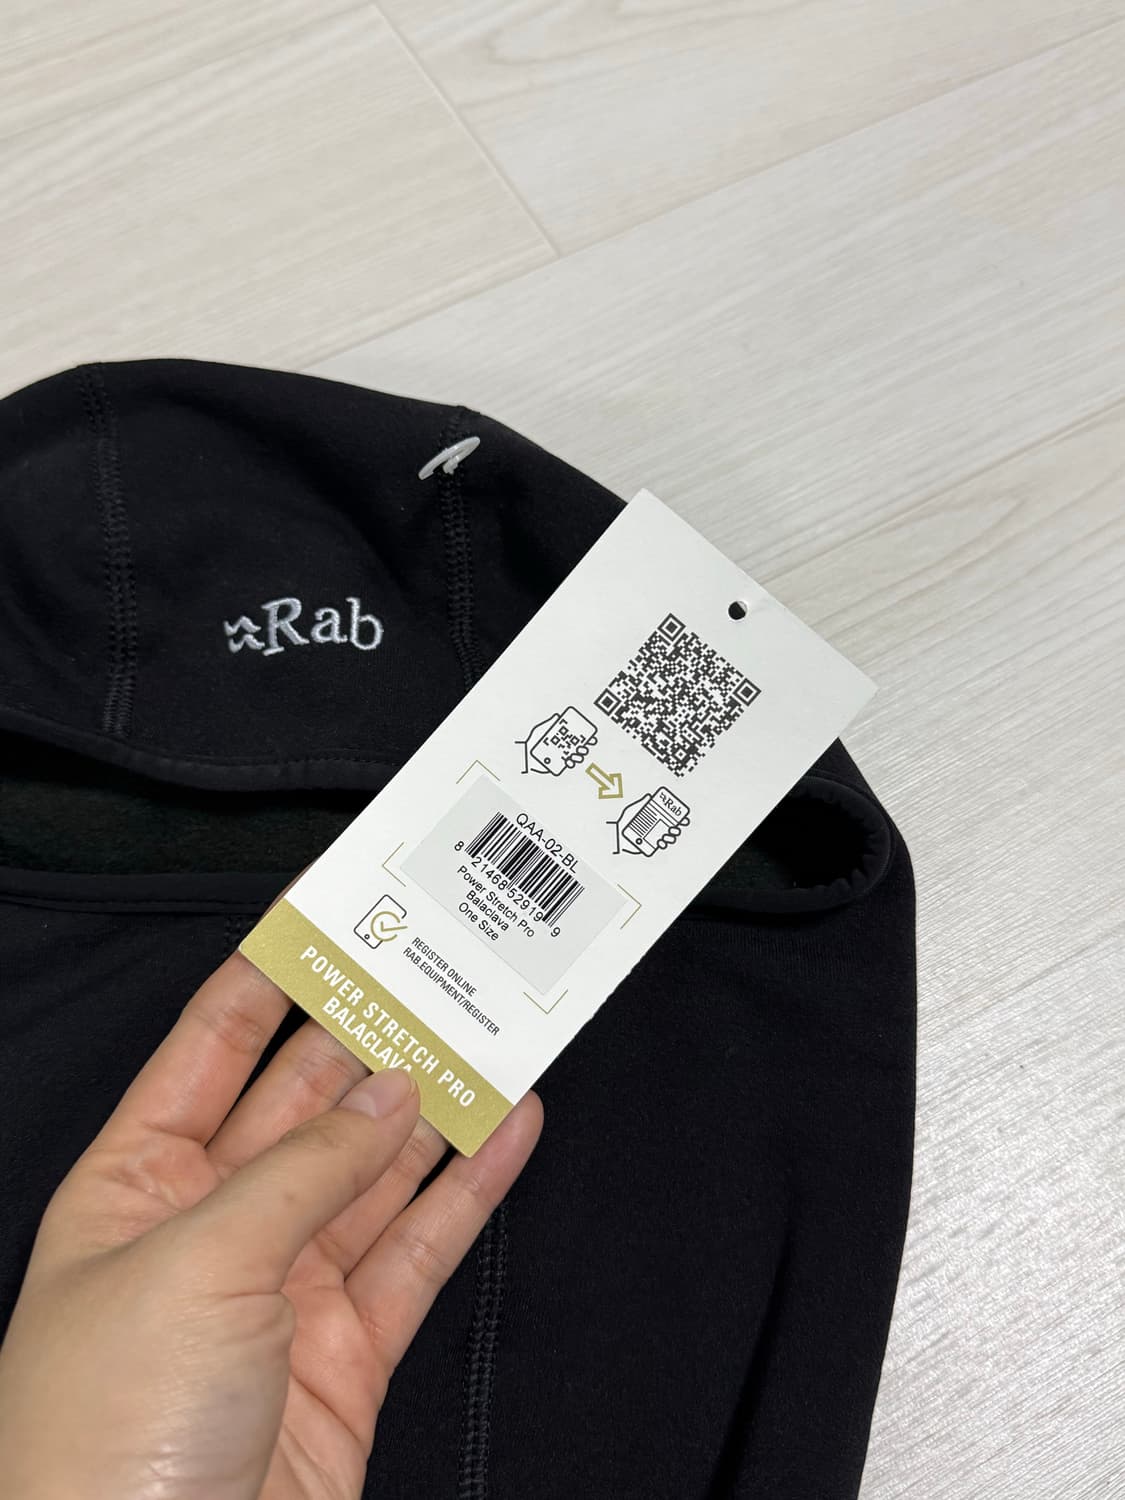 Rab
Rab
QAA-02-BL
8 21468 52919 9
Power Stretch Pro
Balaclava
One Size
REGISTER ONLINE
RAB.EQUIPMENT/REGISTER
POWER STRETCH PRO
BALACLAVA